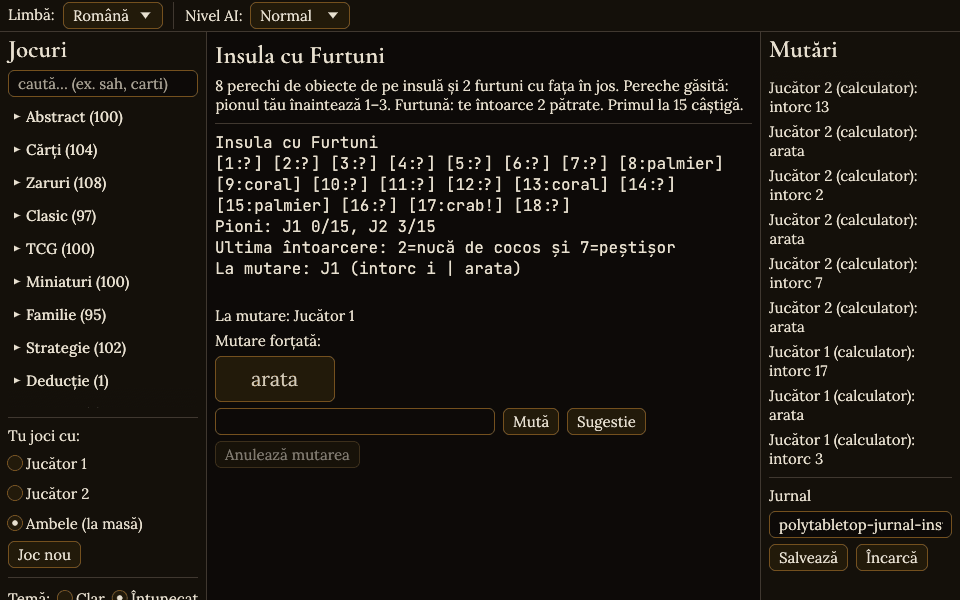 Limbă: Română Nivel AI: Normal
Jocuri
caută... (ex. sah, carti)
Abstract (100)
Cărți (104)
Zaruri (108)
Clasic (97)
TCG (100)
Miniaturi (100)
Familie (95)
Strategie (102)
Deducție (1)
Tu joci cu:
Jucător 1
Jucător 2
Ambele (la masă)
Joc nou
Temă: Clar Întunecat
Insula cu Furtuni
8 perechi de obiecte de pe insulă și 2 furtuni cu fața în jos. Pereche găsită:
pionul tău înaintează 1–3. Furtună: te întoarce 2 pătrate. Primul la 15 câștigă.
Insula cu Furtuni
[1:?] [2:?] [3:?] [4:?] [5:?] [6:?] [7:?] [8:palmier]
[9:coral] [10:?] [11:?] [12:?] [13:coral] [14:?]
[15:palmier] [16:?] [17:crab!] [18:?]
Pioni: J1 0/15, J2 3/15
Ultima întoarcere: 2=nucă de cocos și 7=peștișor
La mutare: J1 (intorc i | arata)
La mutare: Jucător 1
Mutare forțată:
arata
Mută Sugestie
Anulează mutarea
Mutări
Jucător 2 (calculator):
intorc 13
Jucător 2 (calculator):
arata
Jucător 2 (calculator):
intorc 2
Jucător 2 (calculator):
arata
Jucător 2 (calculator):
intorc 7
Jucător 2 (calculator):
arata
Jucător 1 (calculator):
intorc 17
Jucător 1 (calculator):
arata
Jucător 1 (calculator):
intorc 3
Jurnal
polytabletop-jurnal-ins
Salvează Încarcă